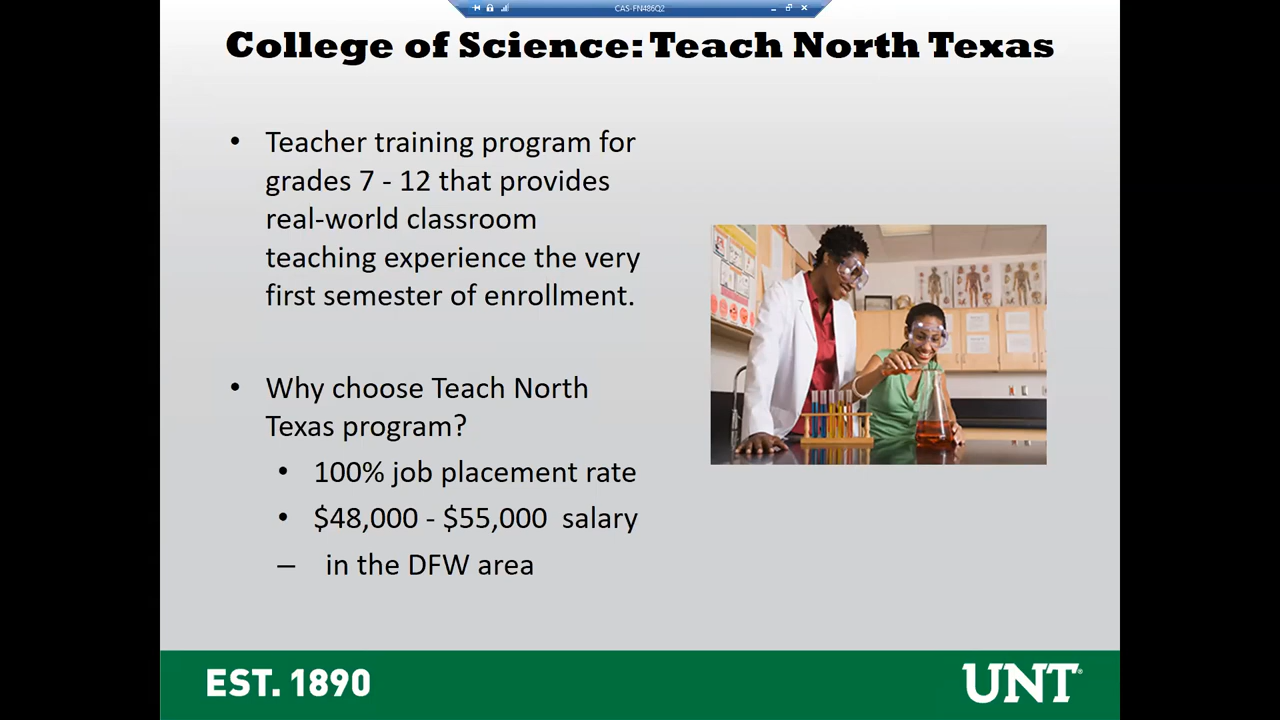 CAS-FN486Q2
College of Science: Teach North Texas
• Teacher training program for
grades 7 - 12 that provides
real-world classroom
teaching experience the very
first semester of enrollment.
• Why choose Teach North
Texas program?
• 100% job placement rate
• $48,000 - $55,000 salary
– in the DFW area
EST. 1890
UNT®